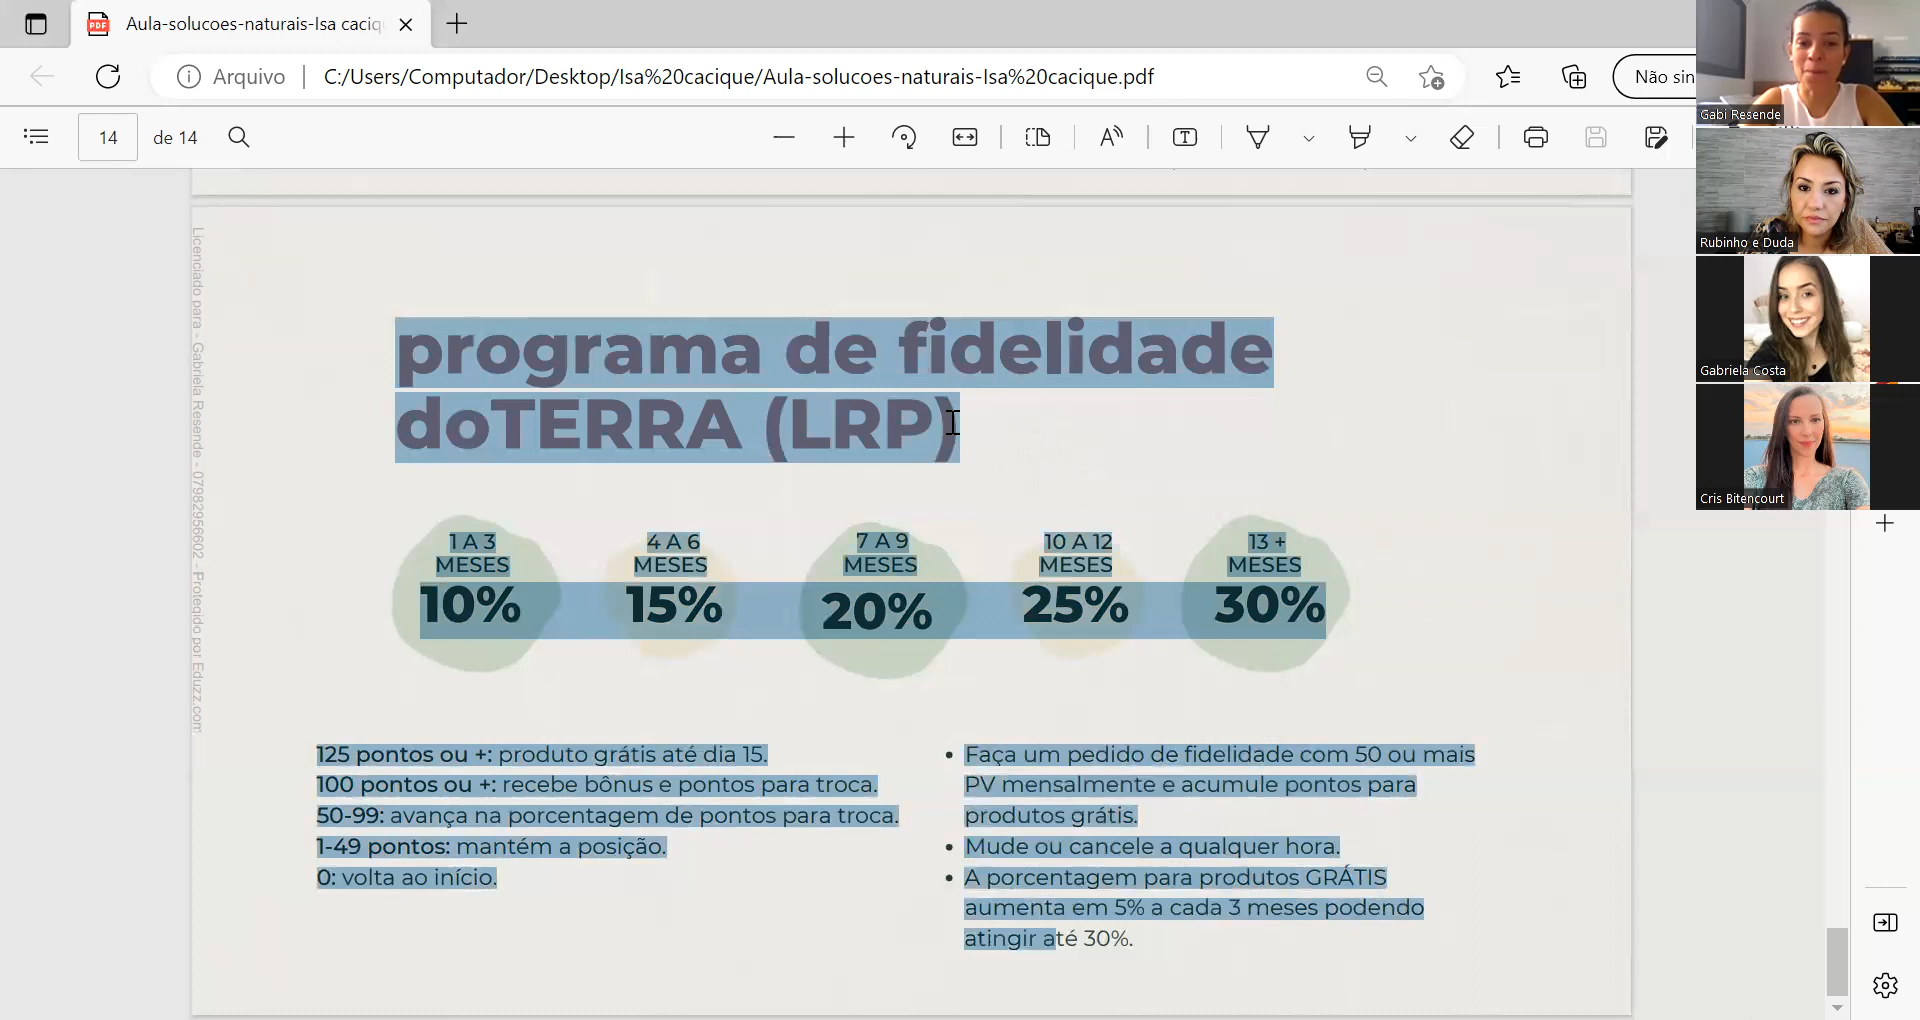 Aula-solucoes-naturais-Isa caciq
Arquivo
C:/Users/Computador/Desktop/Isa%20cacique/Aula-solucoes-naturais-Isa%20cacique.pdf
Não sin
14
de 14
Licenciado para - Gabriela Resende - 07982956602 - Protegido por Eduzz.com
programa de fidelidade
doTERRA (LRP)
1 A 3
MESES
10%
4 A 6
MESES
15%
7 A 9
MESES
20%
10 A 12
MESES
25%
13 +
MESES
30%
125 pontos ou +: produto grátis até dia 15.
100 pontos ou +: recebe bônus e pontos para troca.
50-99: avança na porcentagem de pontos para troca.
1-49 pontos: mantém a posição.
0: volta ao início.
• Faça um pedido de fidelidade com 50 ou mais
PV mensalmente e acumule pontos para
produtos grátis.
• Mude ou cancele a qualquer hora.
• A porcentagem para produtos GRÁTIS
aumenta em 5% a cada 3 meses podendo
atingir até 30%.
Gabi Resende
Rubinho e Duda
Gabriela Costa
Cris Bitencourt